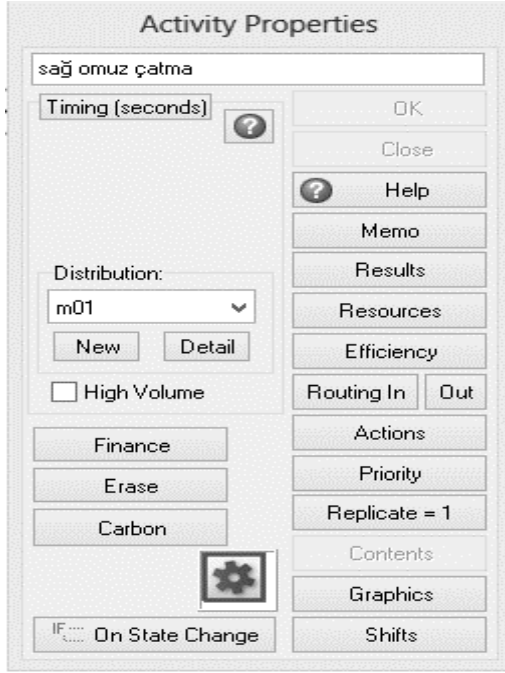 Activity Properties
sağ omuz çatma
Timing (seconds)
?
Distribution:
m01
New
Detail
High Volume
Finance
Erase
Carbon
IF
On State Change
OK
Close
? Help
Memo
Results
Resources
Efficiency
Routing In
Out
Actions
Priority
Replicate = 1
Contents
Graphics
Shifts